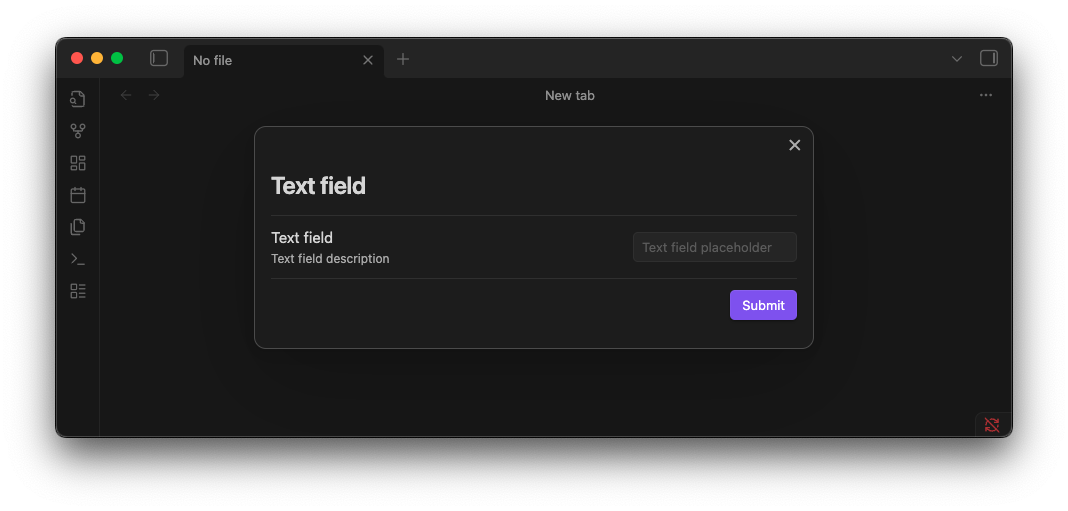 No file
New tab
Text field
Text field
Text field description
Text field placeholder
Submit